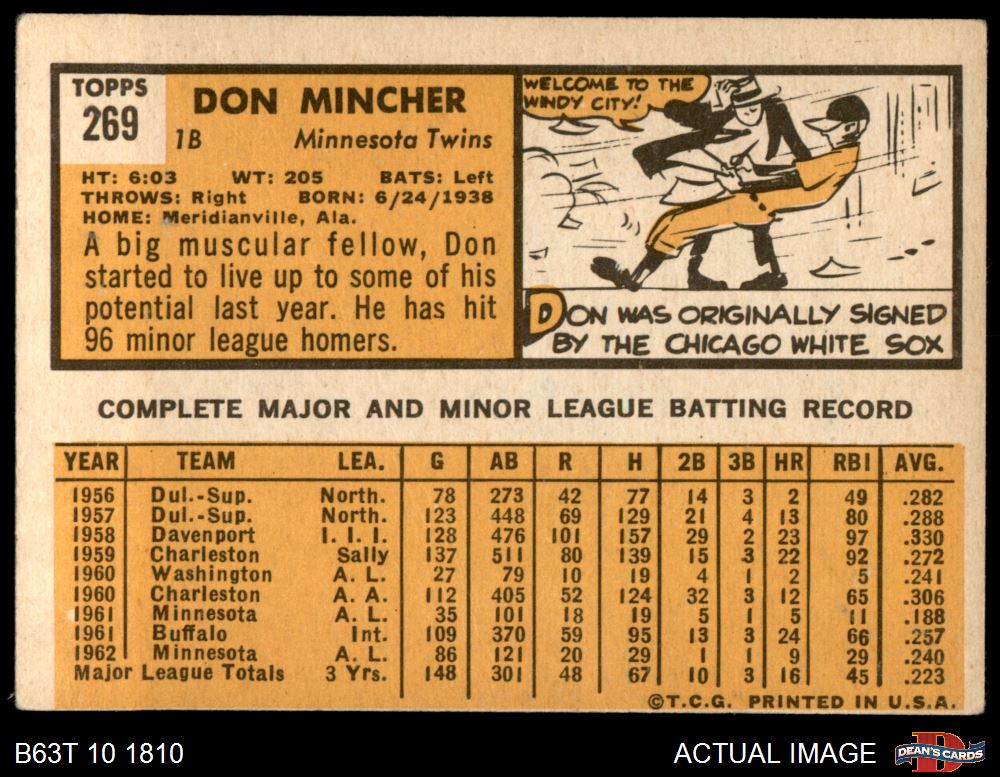 TOPPS
269
DON MINCHER
1B Minnesota Twins
HT: 6:03 WT: 205 BATS: Left
THROWS: Right BORN: 6/24/1938
HOME: Meridianville, Ala.
A big muscular fellow, Don
started to live up to some of his
potential last year. He has hit
96 minor league homers.
WELCOME TO THE
WINDY CITY!
DON WAS ORIGINALLY SIGNED
BY THE CHICAGO WHITE SOX
COMPLETE MAJOR AND MINOR LEAGUE BATTING RECORD
YEAR TEAM LEA. G AB R H 2B 3B HR RBI AVG.
1956 Dul.-Sup. North. 78 273 42 77 14 3 2 49 .282
1957 Dul.-Sup. North. 123 448 69 129 21 4 13 80 .288
1958 Davenport I. I. I. 128 476 101 157 29 2 23 97 .330
1959 Charleston Sally 137 511 80 139 15 3 22 92 .272
1960 Washington A. L. 27 79 10 19 4 1 2 5 .241
1960 Charleston A. A. 112 405 52 124 32 3 12 65 .306
1961 Minnesota A. L. 35 101 18 19 5 1 5 11 .188
1961 Buffalo Int. 109 370 59 95 13 3 24 66 .257
1962 Minnesota A. L. 86 121 20 29 1 1 9 29 .240
Major League Totals 3 Yrs. 148 301 48 67 10 3 16 45 .223
©T.C.G. PRINTED IN U.S.A.
B63T 10 1810
ACTUAL IMAGE
DEAN'S CARDS